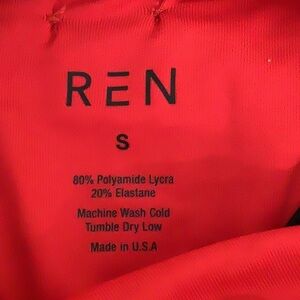 REN
S
80% Polyamide Lycra
20% Elastane
Machine Wash Cold
Tumble Dry Low
Made in U.S.A